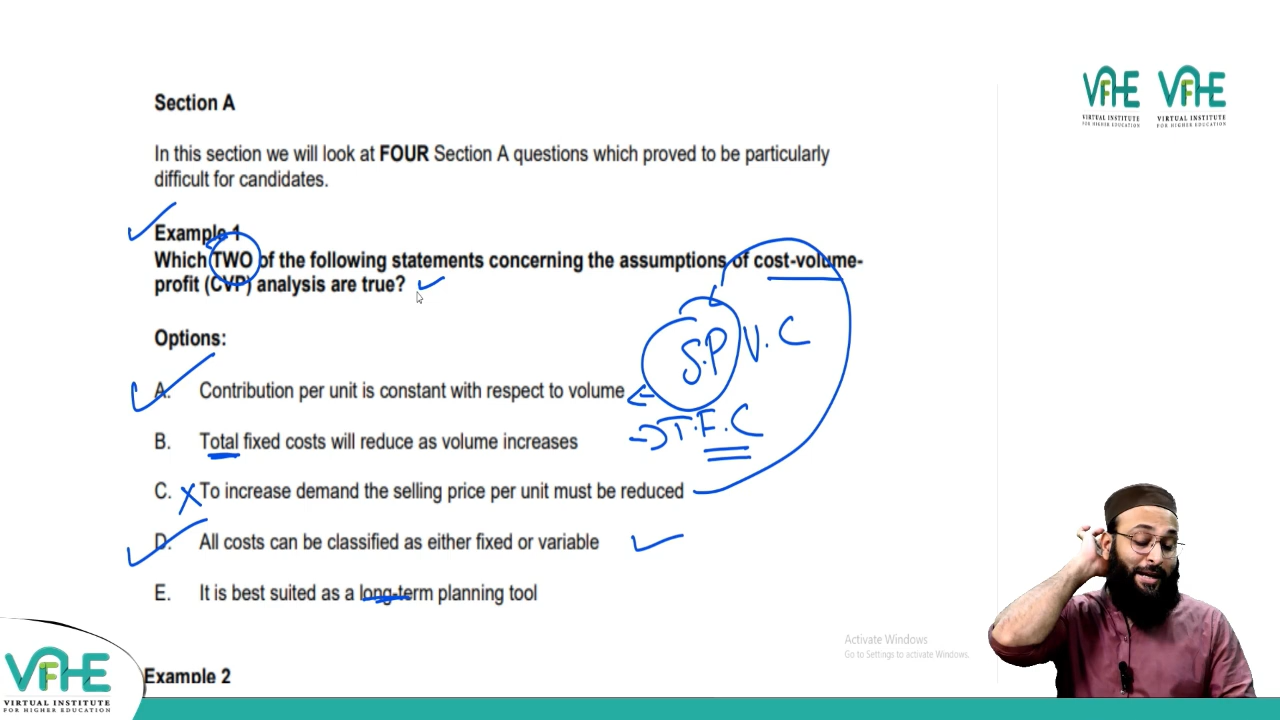 VFHE VFHE
VIRTUAL INSTITUTE VIRTUAL INSTITUTE
FOR HIGHER EDUCATION FOR HIGHER EDUCATION
Section A
In this section we will look at FOUR Section A questions which proved to be particularly
difficult for candidates.
Example 1
Which TWO of the following statements concerning the assumptions of cost-volume-
profit (CVP) analysis are true?
Options:
S.P V.C
A. Contribution per unit is constant with respect to volume
T.F.C
B. Total fixed costs will reduce as volume increases
C. To increase demand the selling price per unit must be reduced
D. All costs can be classified as either fixed or variable
E. It is best suited as a long-term planning tool
Activate Windows
Go to Settings to activate Windows.
Example 2
VFHE
VIRTUAL INSTITUTE
FOR HIGHER EDUCATION